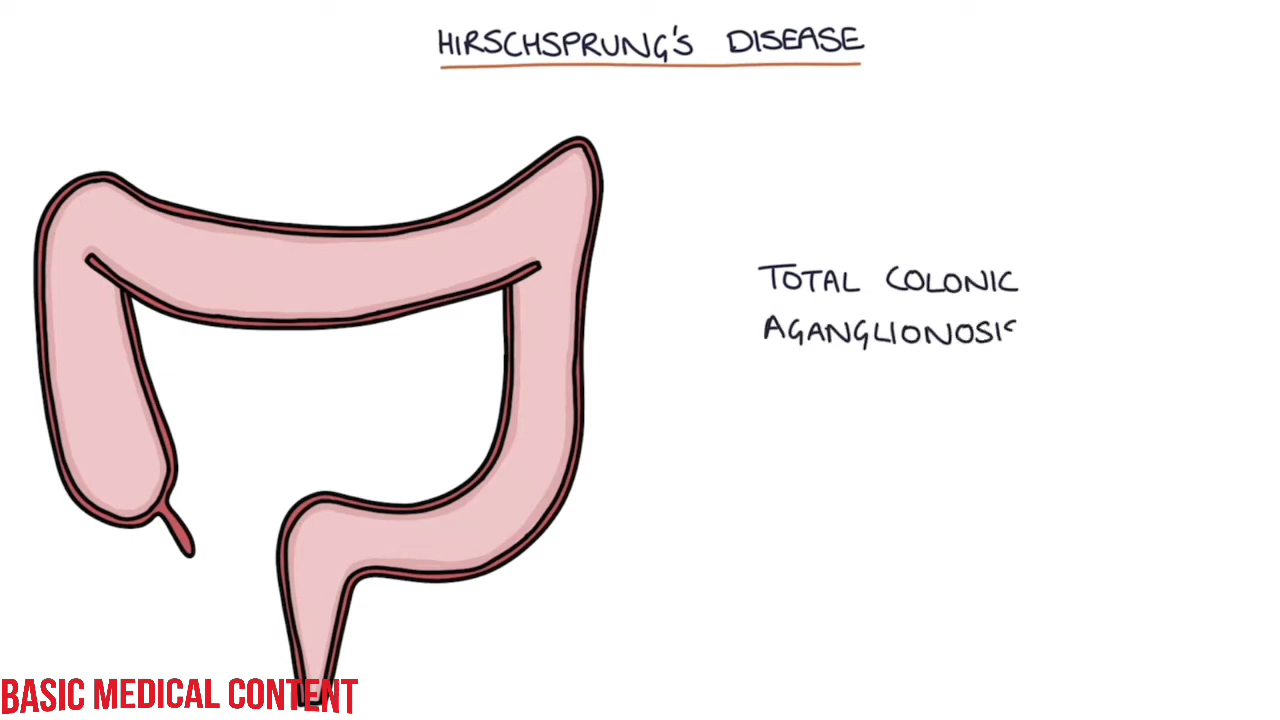 HIRSCHSPRUNG'S DISEASE
TOTAL COLONIC
AGANGLIONOSIS
BASIC MEDICAL CONTENT